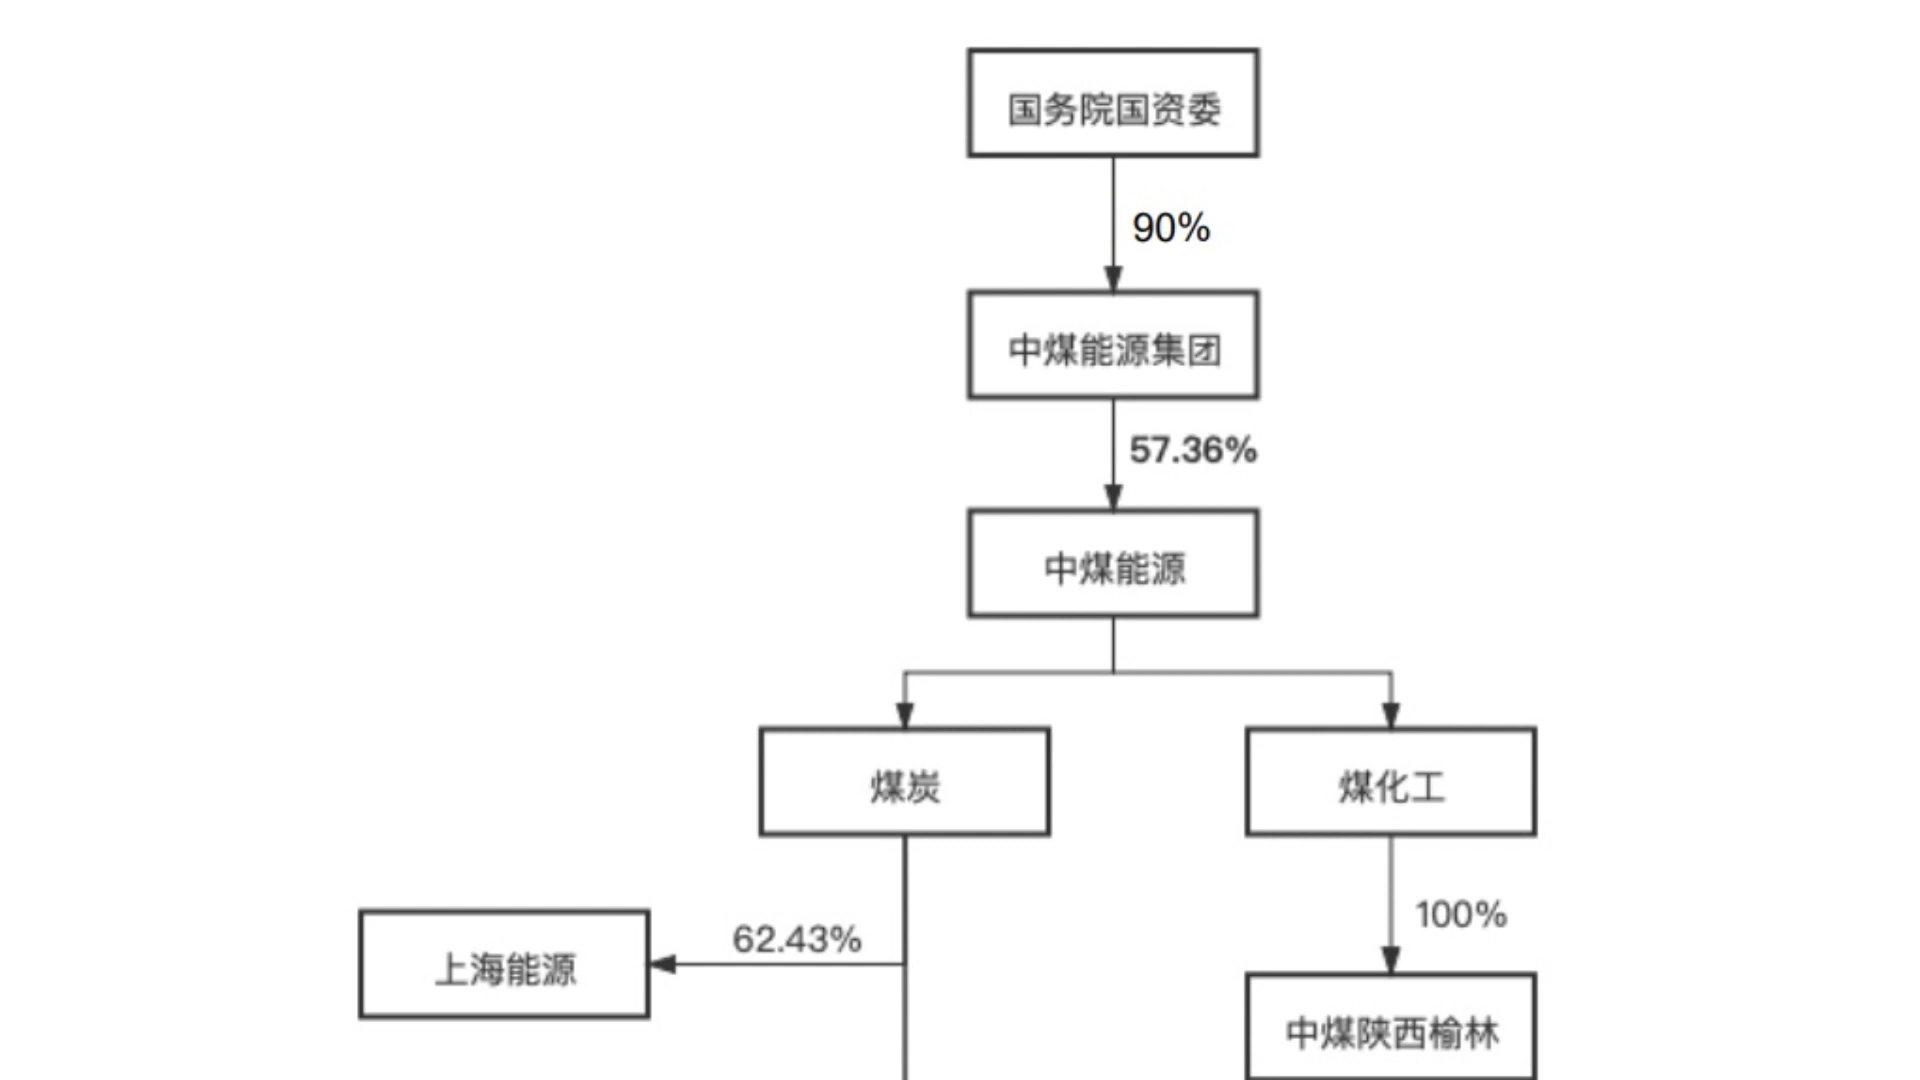 国务院国资委
90%
中煤能源集团
57.36%
中煤能源
煤炭
煤化工
62.43%
100%
上海能源
中煤陕西榆林